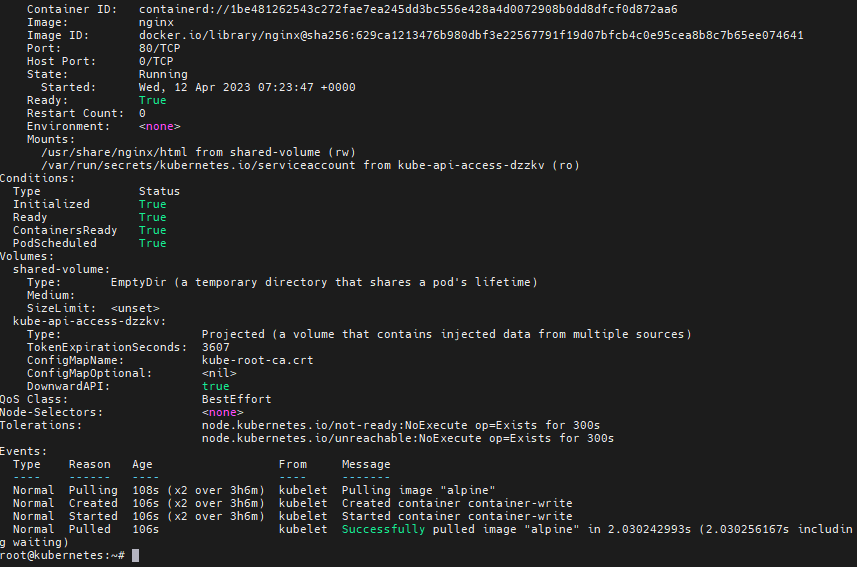 Container ID:   containerd://1be481262543c272fae7ea245dd3bc556e428a4d0072908b0dd8dfcf0d872aa6
    Image:          nginx
    Image ID:       docker.io/library/nginx@sha256:629ca1213476b980dbf3e22567791f19d07bfcb4c0e95cea8b8c7b65ee074641
    Port:           80/TCP
    Host Port:      0/TCP
    State:          Running
      Started:      Wed, 12 Apr 2023 07:23:47 +0000
    Ready:          True
    Restart Count:  0
    Environment:    <none>
    Mounts:
      /usr/share/nginx/html from shared-volume (rw)
      /var/run/secrets/kubernetes.io/serviceaccount from kube-api-access-dzzkv (ro)
Conditions:
  Type              Status
  Initialized       True
  Ready             True
  ContainersReady   True
  PodScheduled      True
Volumes:
  shared-volume:
    Type:       EmptyDir (a temporary directory that shares a pod's lifetime)
    Medium:
    SizeLimit:  <unset>
  kube-api-access-dzzkv:
    Type:                    Projected (a volume that contains injected data from multiple sources)
    TokenExpirationSeconds:  3607
    ConfigMapName:           kube-root-ca.crt
    ConfigMapOptional:       <nil>
    DownwardAPI:             true
QoS Class:                   BestEffort
Node-Selectors:              <none>
Tolerations:                 node.kubernetes.io/not-ready:NoExecute op=Exists for 300s
                             node.kubernetes.io/unreachable:NoExecute op=Exists for 300s
Events:
  Type    Reason   Age                  From     Message
  ----    ------   ----                 ----     -------
  Normal  Pulling  108s (x2 over 3h6m)  kubelet  Pulling image "alpine"
  Normal  Created  106s (x2 over 3h6m)  kubelet  Created container container-write
  Normal  Started  106s (x2 over 3h6m)  kubelet  Started container container-write
  Normal  Pulled   106s                 kubelet  Successfully pulled image "alpine" in 2.030242993s (2.030256167s includin
g waiting)
root@kubernetes:~#